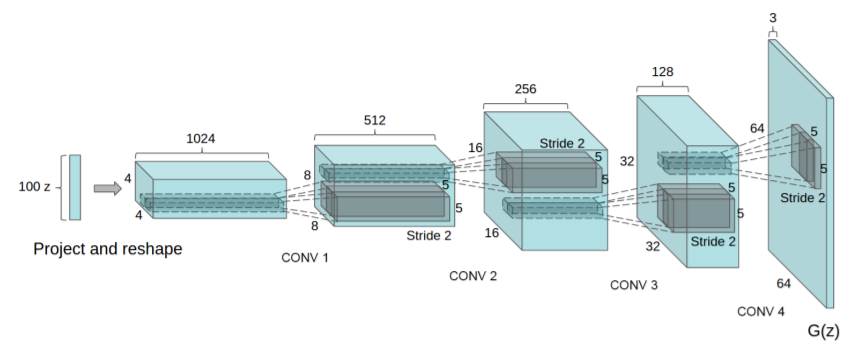 100 z
Project and reshape
1024
4
4
512
8
8
5
5
Stride 2
CONV 1
256
16
16
Stride 2
5
5
CONV 2
128
32
32
5
5
Stride 2
CONV 3
3
64
64
5
5
Stride 2
CONV 4
G(z)